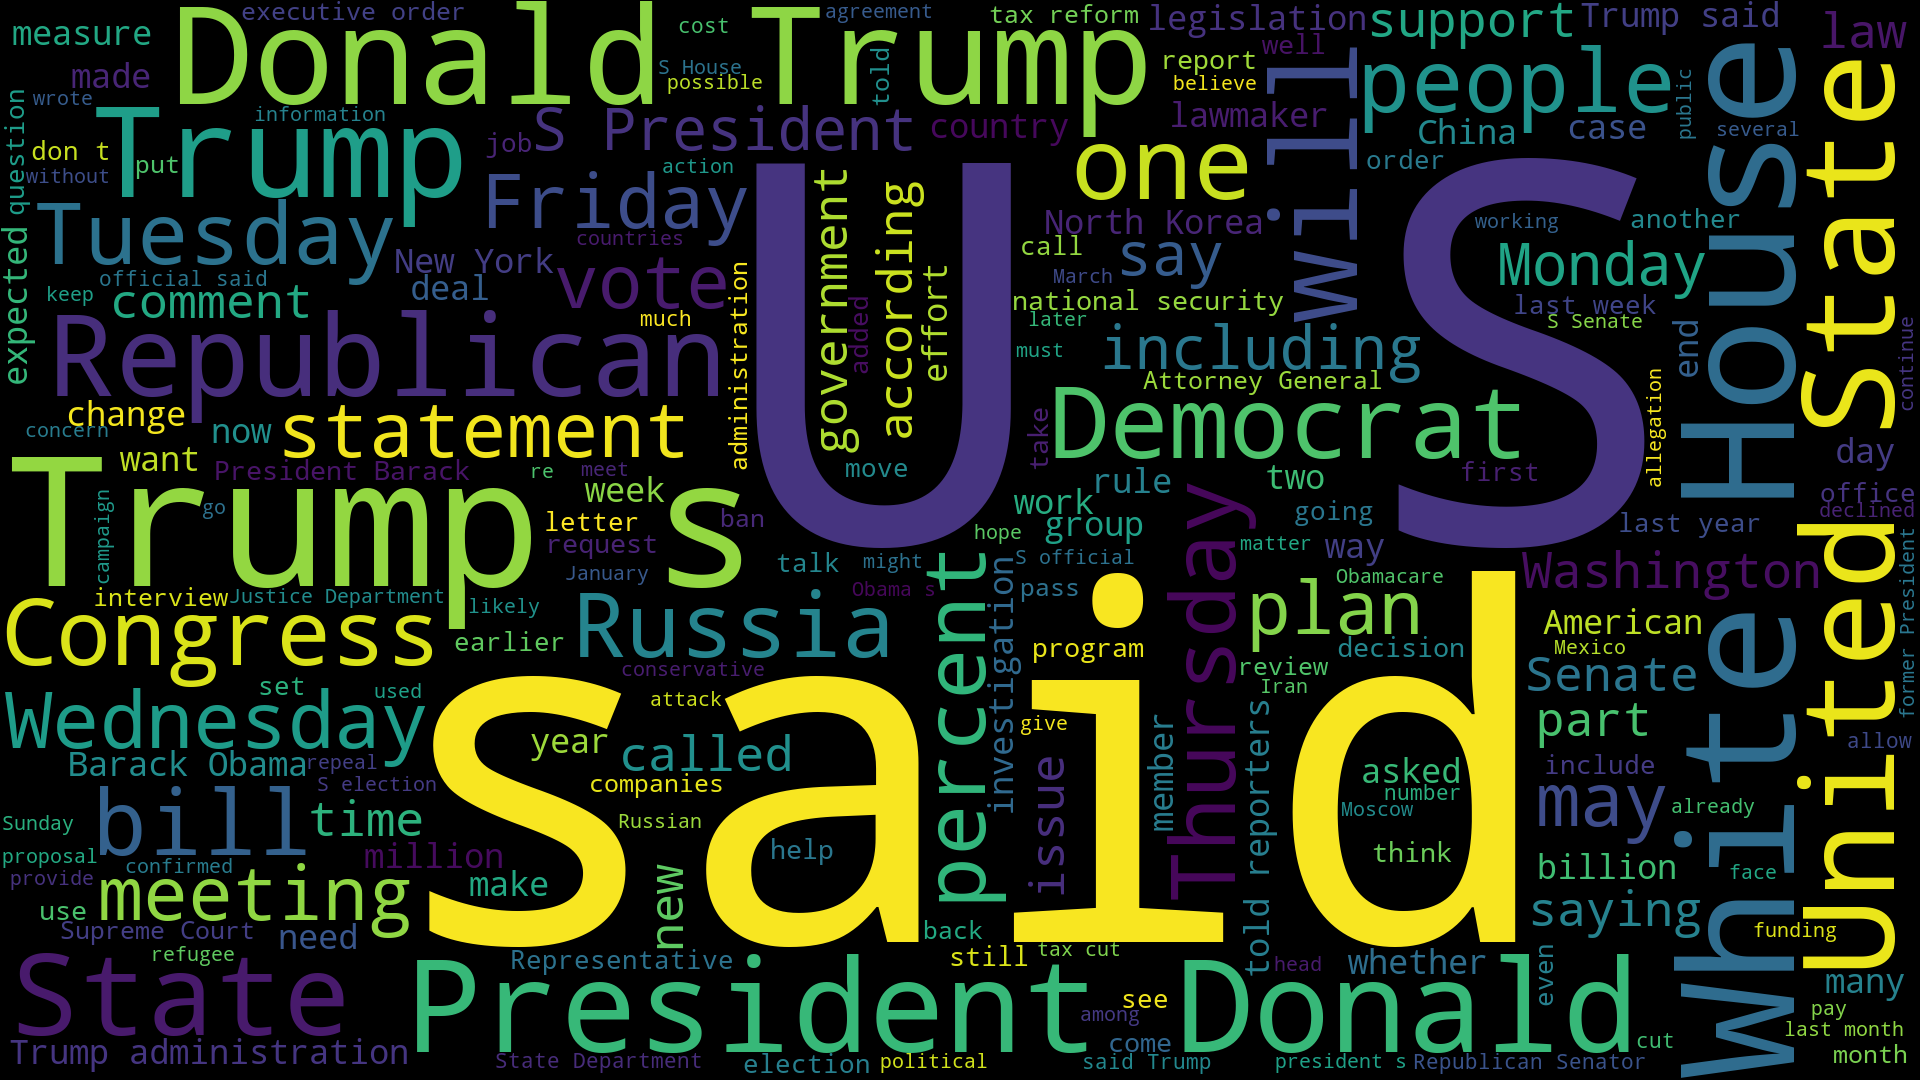 executive order
agreement
tax reform
legislation
support
Trump said
law
measure
Donald Trump
cost
told
well
report
people
made
S House
possible
believe
will
House
State
wrote
information
Trump
S President
country
lawmaker
China
case
public
several
don t
put
job
one
order
without
action
question
Tuesday
Friday
U S
government
according
North Korea
working
another
countries
New York
call
say
Monday
official said
deal
vote
March
keep
comment
national security
last week
much
administration
added
effort
later
S Senate
expected
Republican
must
including
end
continue
Attorney General
change
statement
Democrat
allegation
concern
now
take
day
want
President Barack
re
meet
move
first
Trump s
week
work
rule
two
office
campaign
go
letter
ban
group
going
last year
declined
request
hope
matter
way
talk
might
S official
January
Obama s
pass
Obamacare
Washington
interview
Justice Department
likely
Russia
percent
Thursday
plan
White
United
former President
Congress
earlier
investigation
program
decision
American
Mexico
conservative
review
Iran
Senate
set
used
attack
said
Wednesday
give
member
part
year
called
told reporters
allow
Barack Obama
repeal
asked
include
S election
companies
issue
number
bill
time
Moscow
may
already
Sunday
Russian
million
help
think
proposal
confirmed
billion
face
provide
meeting
make
new
use
saying
Supreme Court
need
back
funding
refugee
Representative
still
tax cut
head
whether
even
State
President
Donald
many
see
pay
among
last month
Trump administration
come
cut
month
State Department
election
political
said Trump
president s
Republican Senator